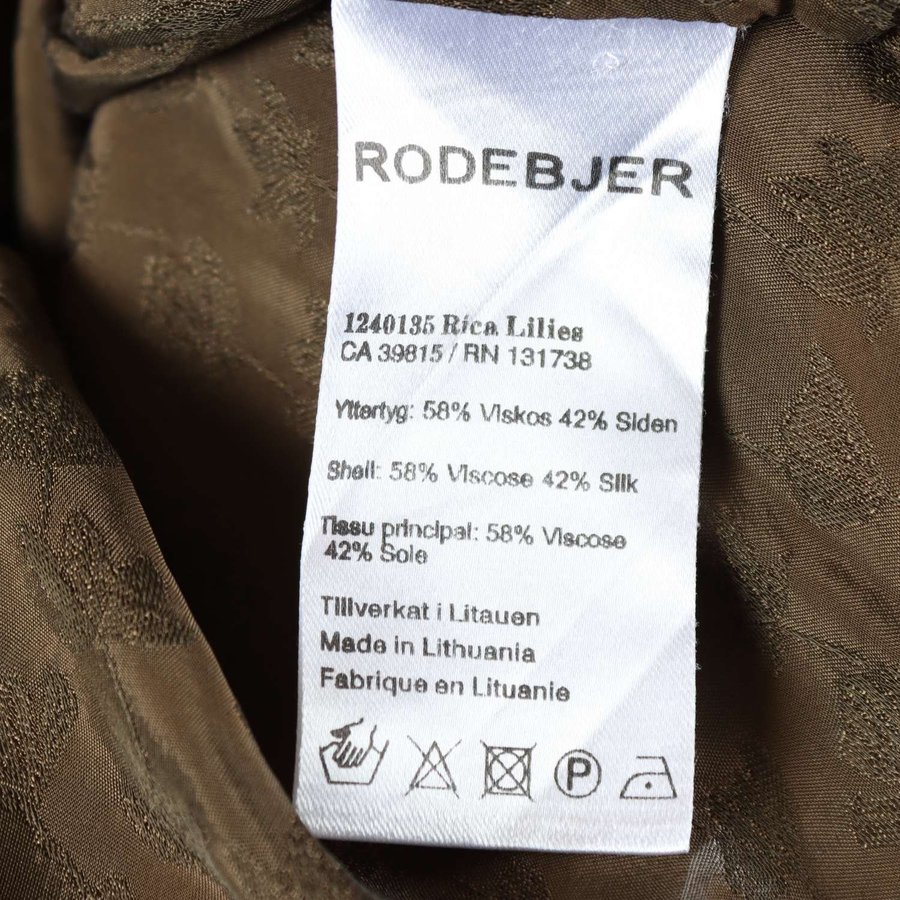 RODEBJER
1240135 Rica Lilies
CA 39815 / RN 131738
Yttertyg: 58% Viskos 42% Siden
Shell: 58% Viscose 42% Silk
Tissu principal: 58% Viscose
42% Soie
Tillverkat i Litauen
Made in Lithuania
Fabrique en Lituanie
P